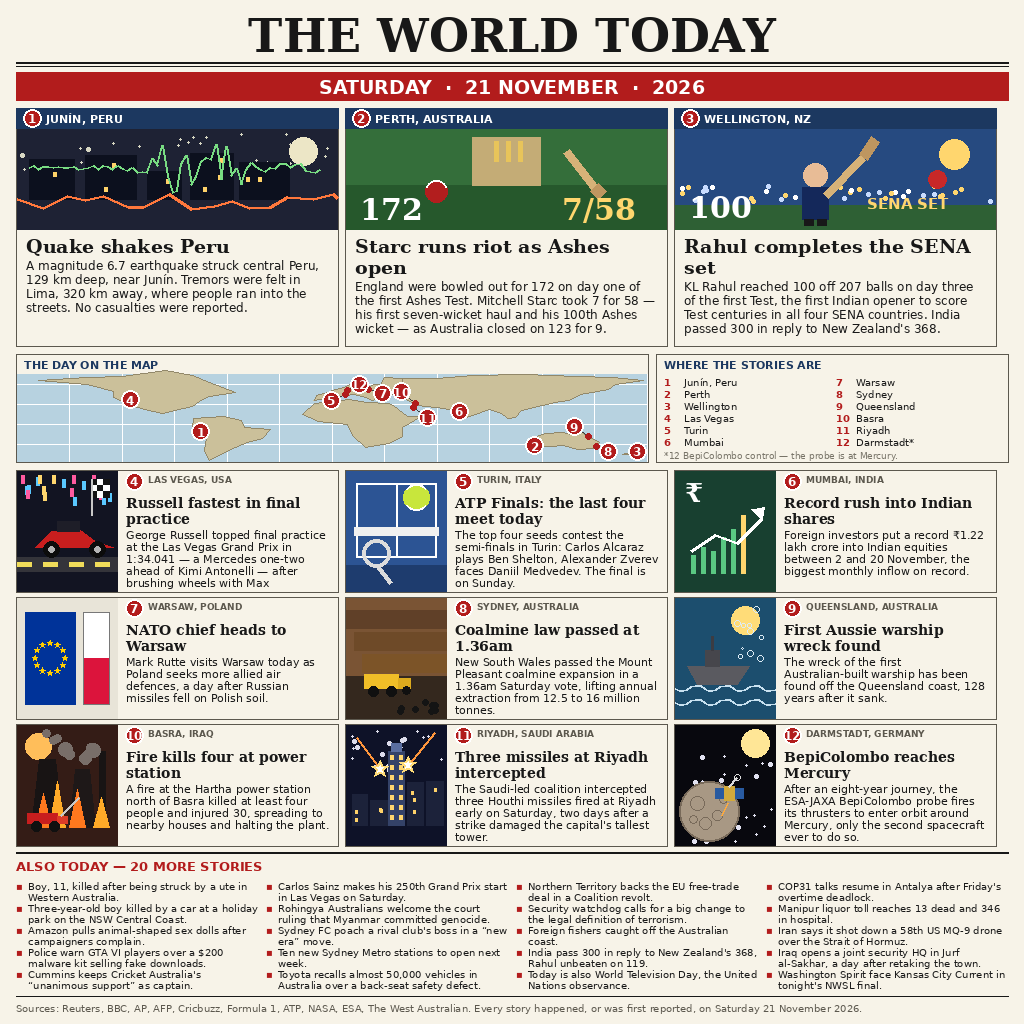 THE WORLD TODAY
SATURDAY · 21 NOVEMBER · 2026
1 JUNÍN, PERU
Quake shakes Peru
A magnitude 6.7 earthquake struck central Peru,
129 km deep, near Junín. Tremors were felt in
Lima, 320 km away, where people ran into the
streets. No casualties were reported.
2 PERTH, AUSTRALIA
172
7/58
Starc runs riot as Ashes
open
England were bowled out for 172 on day one of
the first Ashes Test. Mitchell Starc took 7 for 58 —
his first seven-wicket haul and his 100th Ashes
wicket — as Australia closed on 123 for 9.
3 WELLINGTON, NZ
100
SENA SET
Rahul completes the SENA
set
KL Rahul reached 100 off 207 balls on day three
of the first Test, the first Indian opener to score
Test centuries in all four SENA countries. India
passed 300 in reply to New Zealand's 368.
THE DAY ON THE MAP
4
1
5
12
7
10
11
6
2
9
8
3
WHERE THE STORIES ARE
1 Junín, Peru
2 Perth
3 Wellington
4 Las Vegas
5 Turin
6 Mumbai
7 Warsaw
8 Sydney
9 Queensland
10 Basra
11 Riyadh
12 Darmstadt*
*12 BepiColombo control — the probe is at Mercury.
4 LAS VEGAS, USA
Russell fastest in final
practice
George Russell topped final practice
at the Las Vegas Grand Prix in
1:34.041 — a Mercedes one-two
ahead of Kimi Antonelli — after
brushing wheels with Max
5 TURIN, ITALY
ATP Finals: the last four
meet today
The top four seeds contest the
semi-finals in Turin: Carlos Alcaraz
plays Ben Shelton, Alexander Zverev
faces Daniil Medvedev. The final is
on Sunday.
6 MUMBAI, INDIA
₹
Record rush into Indian
shares
Foreign investors put a record ₹1.22
lakh crore into Indian equities
between 2 and 20 November, the
biggest monthly inflow on record.
7 WARSAW, POLAND
NATO chief heads to
Warsaw
Mark Rutte visits Warsaw today as
Poland seeks more allied air
defences, a day after Russian
missiles fell on Polish soil.
8 SYDNEY, AUSTRALIA
Coalmine law passed at
1.36am
New South Wales passed the Mount
Pleasant coalmine expansion in a
1.36am Saturday vote, lifting annual
extraction from 12.5 to 16 million
tonnes.
9 QUEENSLAND, AUSTRALIA
First Aussie warship
wreck found
The wreck of the first
Australian-built warship has been
found off the Queensland coast, 128
years after it sank.
10 BASRA, IRAQ
Fire kills four at power
station
A fire at the Hartha power station
north of Basra killed at least four
people and injured 30, spreading to
nearby houses and halting the plant.
11 RIYADH, SAUDI ARABIA
Three missiles at Riyadh
intercepted
The Saudi-led coalition intercepted
three Houthi missiles fired at Riyadh
early on Saturday, two days after a
strike damaged the capital's tallest
tower.
12 DARMSTADT, GERMANY
BepiColombo reaches
Mercury
After an eight-year journey, the
ESA-JAXA BepiColombo probe fires
its thrusters to enter orbit around
Mercury, only the second spacecraft
ever to do so.
ALSO TODAY — 20 MORE STORIES
Boy, 11, killed after being struck by a ute in
Western Australia.
Three-year-old boy killed by a car at a holiday
park on the NSW Central Coast.
Amazon pulls animal-shaped sex dolls after
campaigners complain.
Police warn GTA VI players over a $200
malware kit selling fake downloads.
Cummins keeps Cricket Australia's
“unanimous support” as captain.
Carlos Sainz makes his 250th Grand Prix start
in Las Vegas on Saturday.
Rohingya Australians welcome the court
ruling that Myanmar committed genocide.
Sydney FC poach a rival club's boss in a “new
era” move.
Ten new Sydney Metro stations to open next
week.
Toyota recalls almost 50,000 vehicles in
Australia over a back-seat safety defect.
Northern Territory backs the EU free-trade
deal in a Coalition revolt.
Security watchdog calls for a big change to
the legal definition of terrorism.
Foreign fishers caught off the Australian
coast.
India pass 300 in reply to New Zealand's 368,
Rahul unbeaten on 119.
Today is also World Television Day, the United
Nations observance.
COP31 talks resume in Antalya after Friday's
overtime deadlock.
Manipur liquor toll reaches 13 dead and 346
in hospital.
Iran says it shot down a 58th US MQ-9 drone
over the Strait of Hormuz.
Iraq opens a joint security HQ in Jurf
al-Sakhar, a day after retaking the town.
Washington Spirit face Kansas City Current in
tonight's NWSL final.
Sources: Reuters, BBC, AP, AFP, Cricbuzz, Formula 1, ATP, NASA, ESA, The West Australian. Every story happened, or was first reported, on Saturday 21 November 2026.